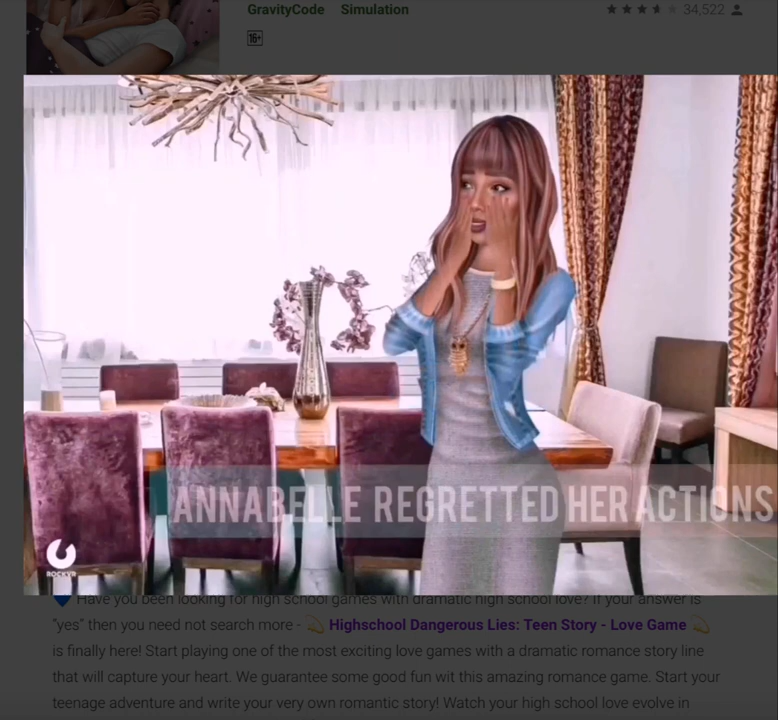 GravityCode Simulation 34,522
16+
ANNABELLE REGRETTED HER ACTIONS
ROCKVR
Have you been looking for high school games with dramatic high school love? If your answer is
"yes" then you need not search more - 💫 Highschool Dangerous Lies: Teen Story - Love Game 💫
is finally here! Start playing one of the most exciting love games with a dramatic romance story line
that will capture your heart. We guarantee some good fun wit this amazing romance game. Start your
teenage adventure and write your very own romantic story! Watch your high school love evolve in